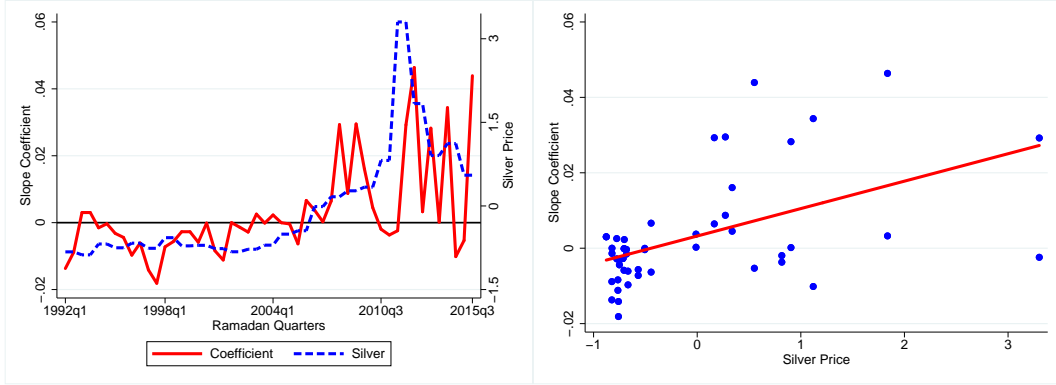 .06
.04
.02
0
-.02
Slope Coefficient
3
1.5
0
-1.5
Silver Price
1992q1
1998q1
2004q1
2010q3
2015q3
Ramadan Quarters
Coefficient
Silver
.06
.04
.02
0
-.02
Slope Coefficient
-1
0
1
2
3
Silver Price